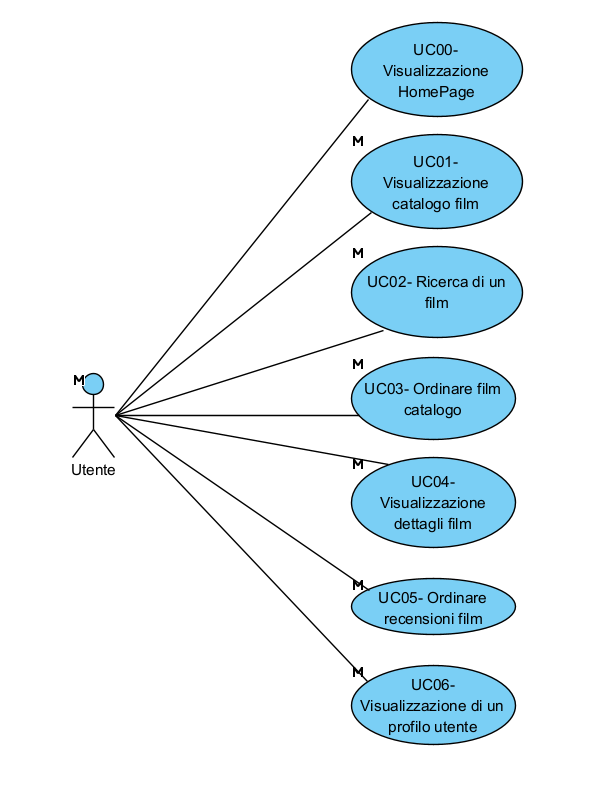 UC00-
Visualizzazione
HomePage
M
UC01-
Visualizzazione
catalogo film
M
UC02- Ricerca di un
film
M
UC03- Ordinare film
catalogo
M
Utente
M
UC04-
Visualizzazione
dettagli film
M
UC05- Ordinare
recensioni film
M
UC06-
Visualizzazione di un
profilo utente